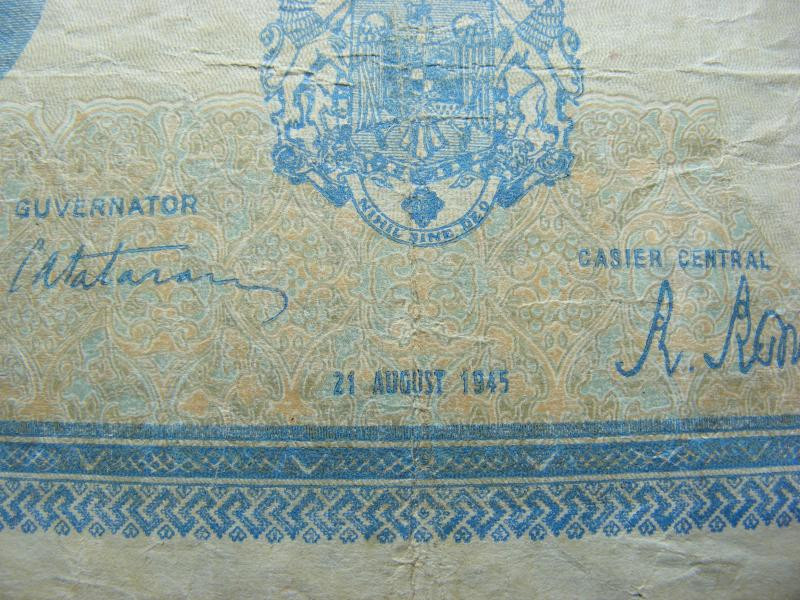 NIHIL SINE DEO
GUVERNATOR
CASIER CENTRAL
21 AUGUST 1945